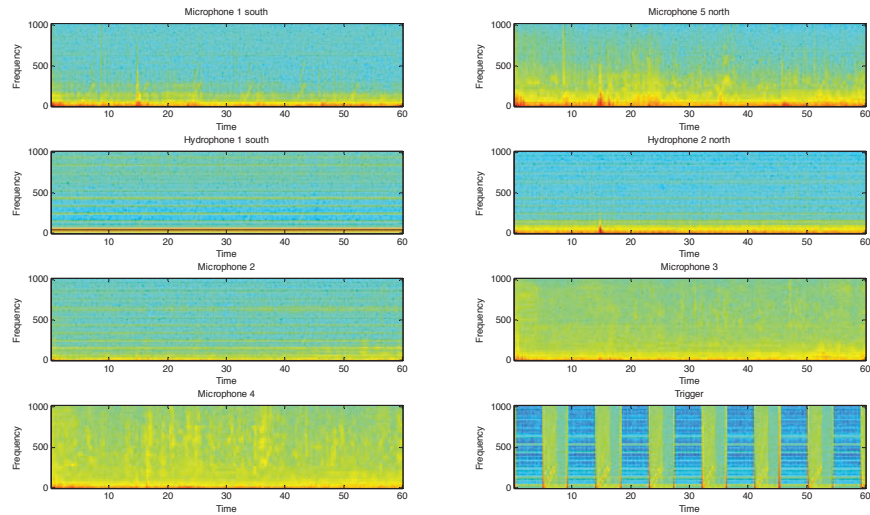 Microphone 1 south
1000
500
0
Frequency
10 20 30 40 50 60
Time
Microphone 5 north
1000
500
0
Frequency
10 20 30 40 50 60
Time
Hydrophone 1 south
1000
500
0
Frequency
10 20 30 40 50 60
Time
Hydrophone 2 north
1000
500
0
Frequency
10 20 30 40 50 60
Time
Microphone 2
1000
500
0
Frequency
10 20 30 40 50 60
Time
Microphone 3
1000
500
0
Frequency
10 20 30 40 50 60
Time
Microphone 4
1000
500
0
Frequency
10 20 30 40 50 60
Time
Trigger
1000
500
0
Frequency
10 20 30 40 50 60
Time